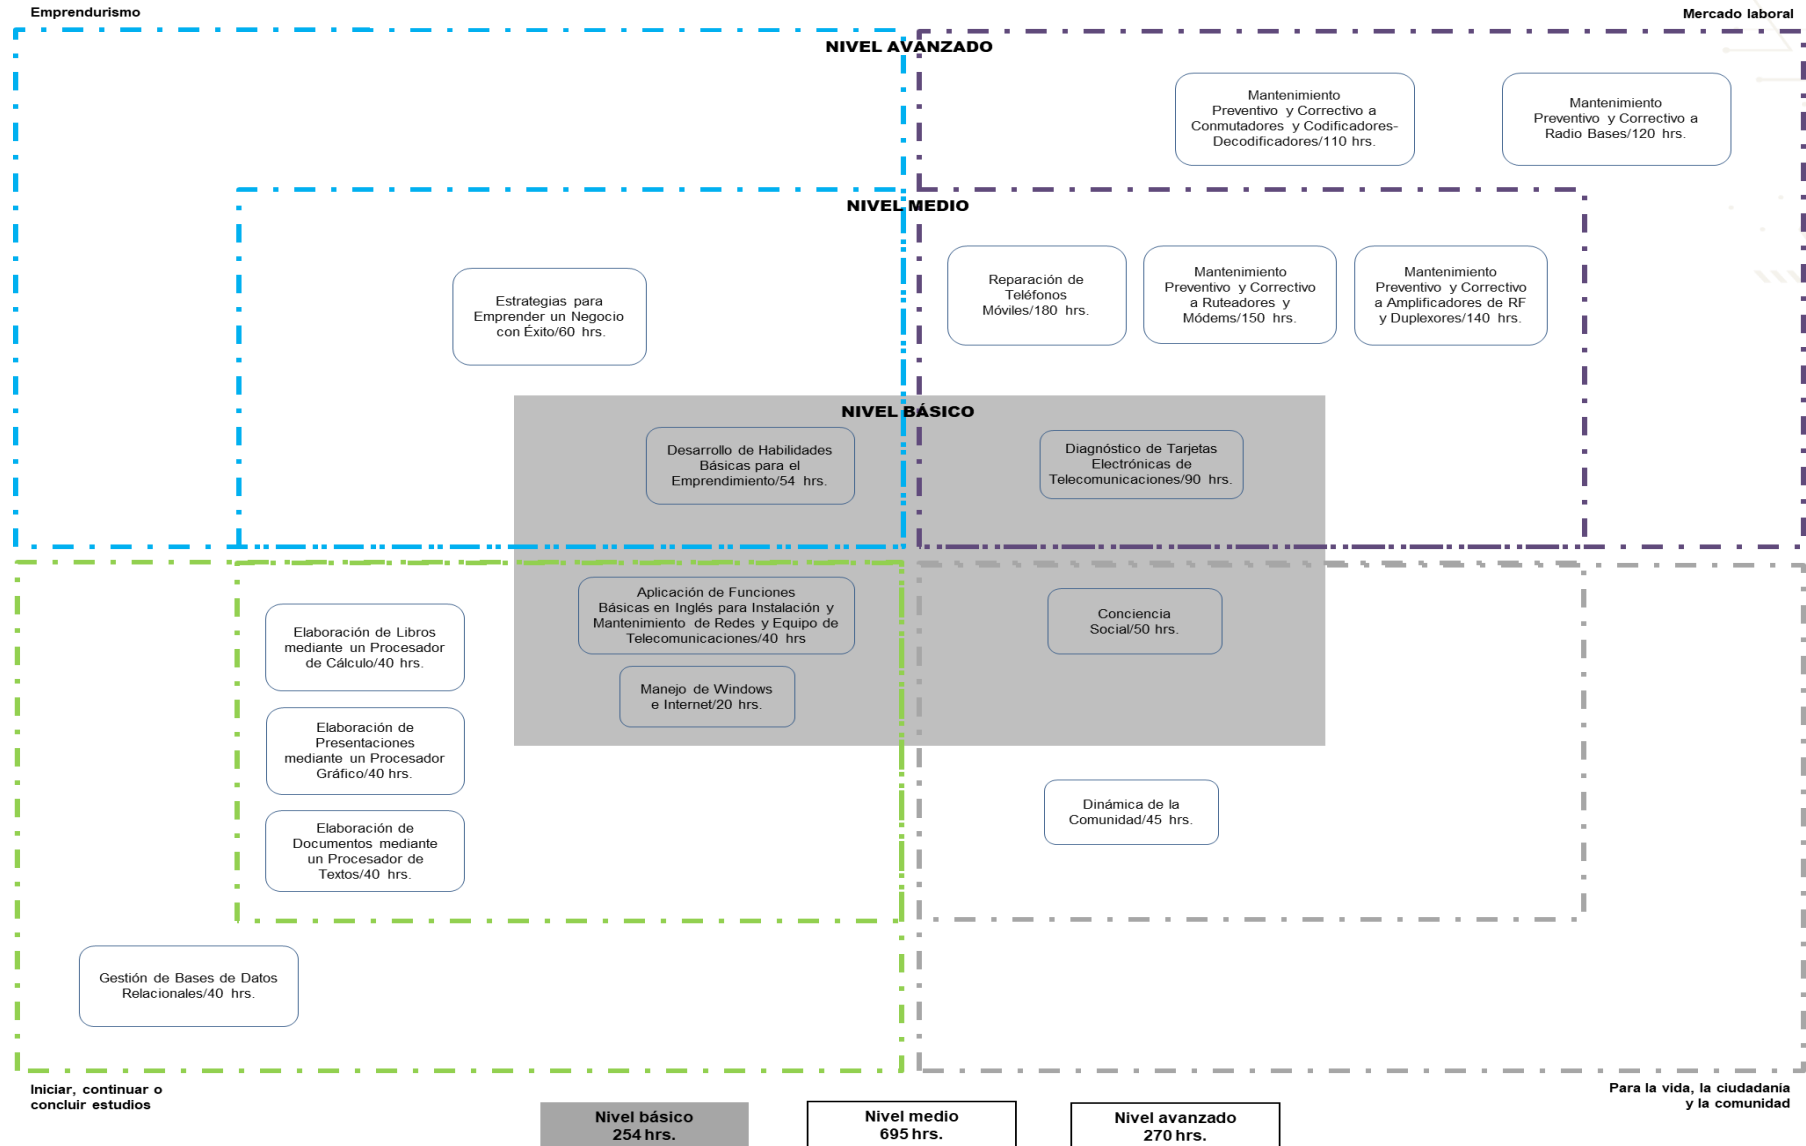 Emprendurismo
Mercado laboral
NIVEL AVANZADO
Mantenimiento
Preventivo y Correctivo a
Conmutadores y Codificadores-
Decodificadores/110 hrs.
Mantenimiento
Preventivo y Correctivo a
Radio Bases/120 hrs.
NIVEL MEDIO
Estrategias para
Emprender un Negocio
con Éxito/60 hrs.
Reparación de
Teléfonos
Móviles/180 hrs.
Mantenimiento
Preventivo y Correctivo
a Ruteadores y
Módems/150 hrs.
Mantenimiento
Preventivo y Correctivo
a Amplificadores de RF
y Duplexores/140 hrs.
NIVEL BÁSICO
Desarrollo de Habilidades
Básicas para el
Emprendimiento/54 hrs.
Diagnóstico de Tarjetas
Electrónicas de
Telecomunicaciones/90 hrs.
Aplicación de Funciones
Básicas en Inglés para Instalación y
Mantenimiento de Redes y Equipo de
Telecomunicaciones/40 hrs
Conciencia
Social/50 hrs.
Elaboración de Libros
mediante un Procesador
de Cálculo/40 hrs.
Manejo de Windows
e Internet/20 hrs.
Elaboración de
Presentaciones
mediante un Procesador
Gráfico/40 hrs.
Dinámica de la
Comunidad/45 hrs.
Elaboración de
Documentos mediante
un Procesador de
Textos/40 hrs.
Gestión de Bases de Datos
Relacionales/40 hrs.
Iniciar, continuar o
concluir estudios
Para la vida, la ciudadanía
y la comunidad
Nivel básico
254 hrs.
Nivel medio
695 hrs.
Nivel avanzado
270 hrs.